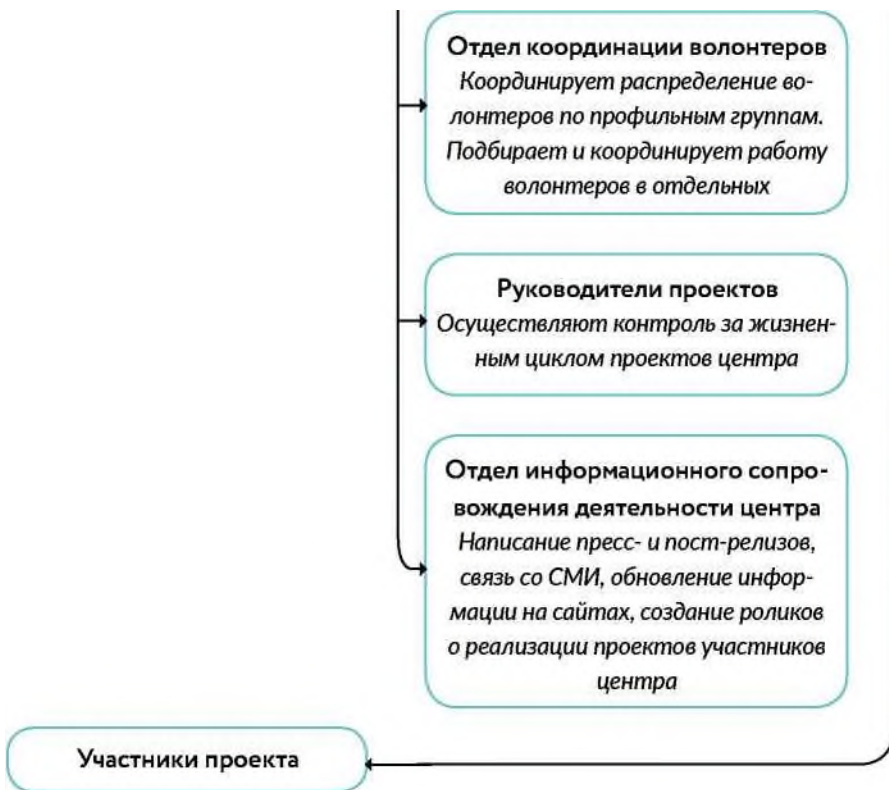 Отдел координации волонтеров
Координирует распределение во-
лонтеров по профильным группам.
Подбирает и координирует работу
волонтеров в отдельных
Руководители проектов
Осуществляют контроль за жизнен-
ным циклом проектов центра
Отдел информационного сопро-
вождения деятельности центра
Написание пресс- и пост-релизов,
связь со СМИ, обновление инфор-
мации на сайтах, создание роликов
о реализации проектов участников
центра
Участники проекта